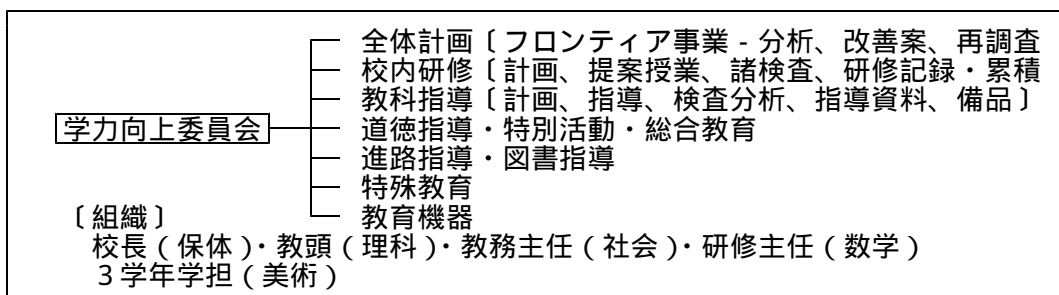 全体計画〔フロンティア事業 - 分析、改善案、再調査
校内研修〔計画、提案授業、諸検査、研修記録・累積
教科指導〔計画、指導、検査分析、指導資料、備品〕
学力向上委員会 道徳指導・特別活動・総合教育
進路指導・図書指導
特殊教育
〔組織〕 教育機器
校長(保体)・教頭(理科)・教務主任(社会)・研修主任(数学)
3学年学担(美術)